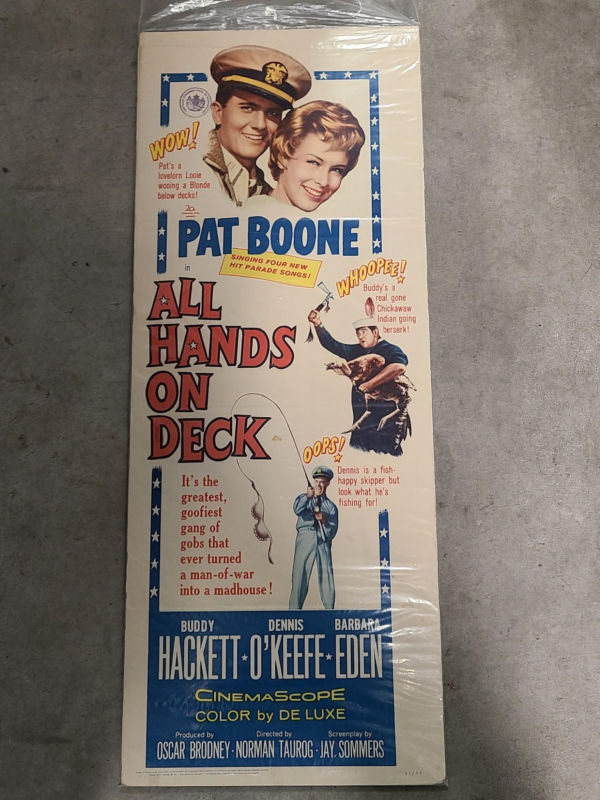 WOW!
Pat's a
lovelorn Looie
wooing a Blonde
below decks!
PAT BOONE
in
SINGING FOUR NEW
HIT PARADE SONGS!
WHOOPEE!
Buddy's a
real gone
Chickawaw
Indian going
berserk!
ALL
HANDS
ON
DECK
OOPS!
Dennis is a fish-
happy skipper but
look what he's
fishing for!
It's the
greatest,
goofiest
gang of
gobs that
ever turned
a man-of-war
into a madhouse!
BUDDY DENNIS BARBARA
HACKETT • O'KEEFE • EDEN
CINEMASCOPE
COLOR by DE LUXE
Produced by Directed by Screenplay by
OSCAR BRODNEY • NORMAN TAUROG • JAY SOMMERS